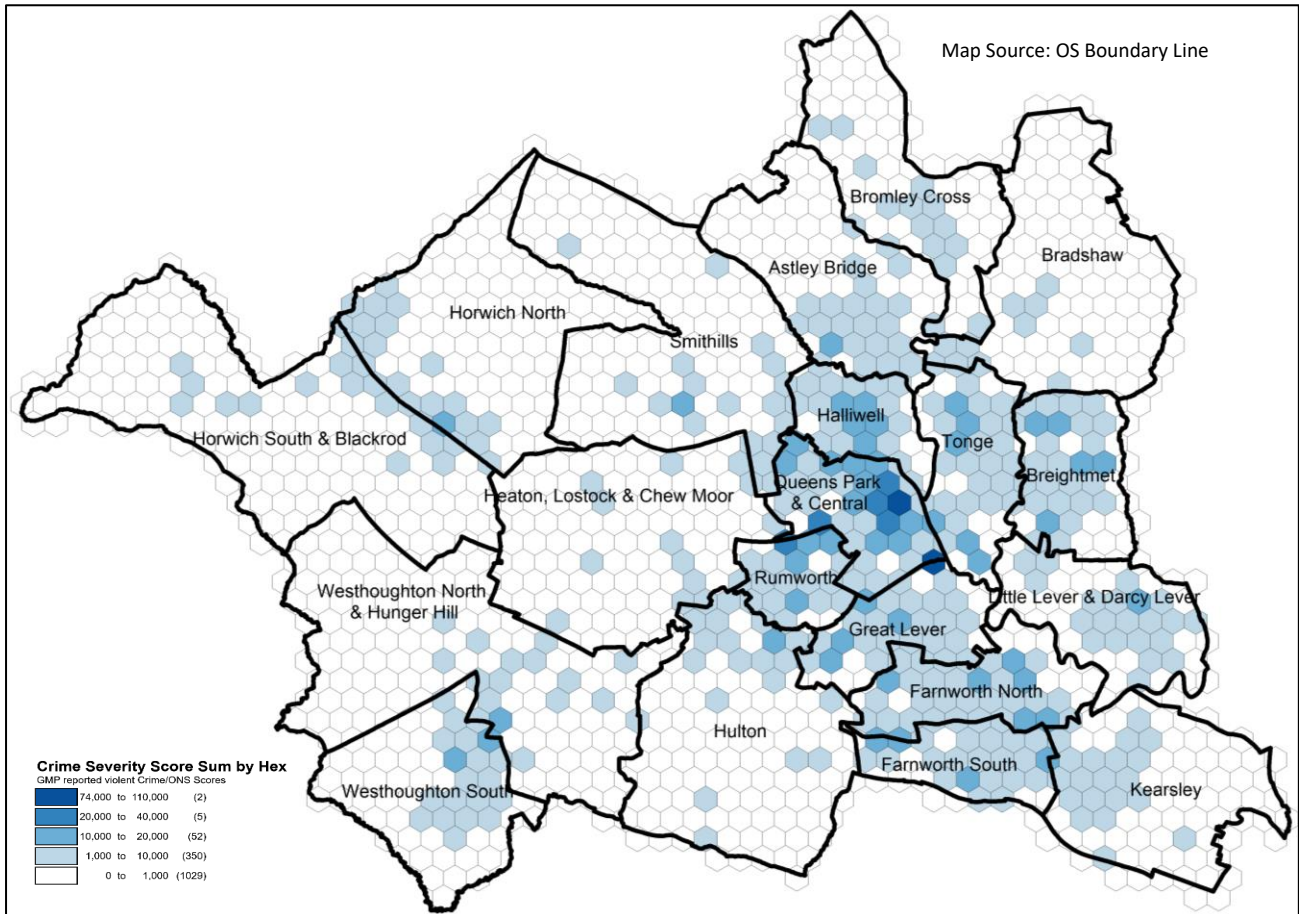 Map Source: OS Boundary Line
Bromley Cross
Bradshaw
Astley Bridge
Horwich North
Smithills
Halliwell
Tonge
Horwich South & Blackrod
Breightmet
Queens Park
& Central
Heaton, Lostock & Chew Moor
Rumworth
Westhoughton North
& Hunger Hill
Little Lever & Darcy Lever
Great Lever
Farnworth North
Hulton
Farnworth South
Kearsley
Westhoughton South
Crime Severity Score Sum by Hex
GMP reported violent Crime/ONS Scores
74,000 to 110,000 (2)
20,000 to 40,000 (5)
10,000 to 20,000 (52)
1,000 to 10,000 (350)
0 to 1,000 (1029)